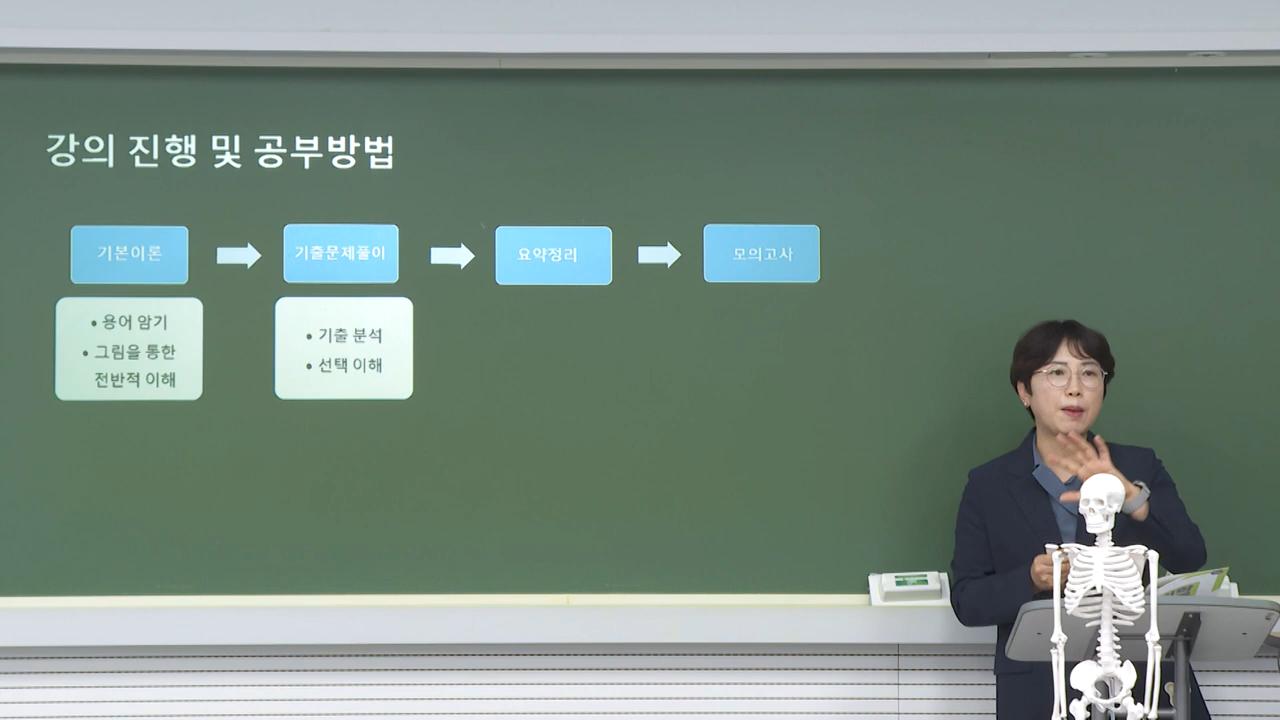 강의 진행 및 공부방법
기본이론
기출문제풀이
요약정리
모의고사
• 용어 암기
• 그림을 통한
전반적 이해
• 기출 분석
• 선택 이해